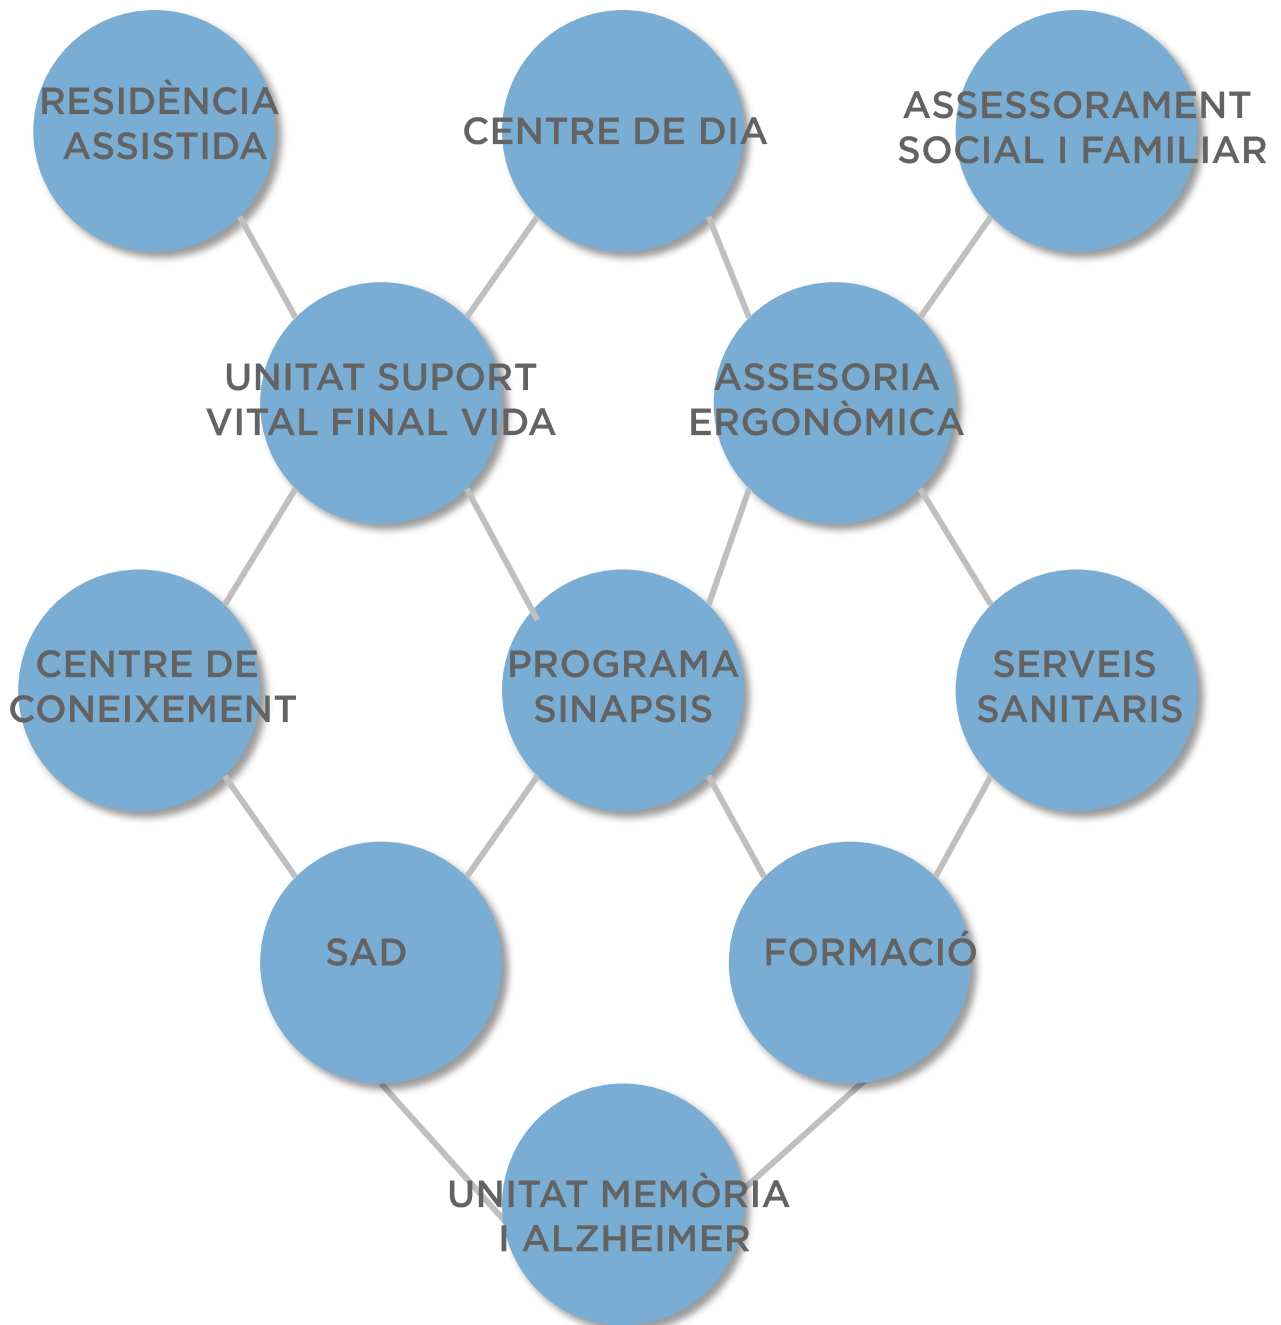 RESIDÈNCIA
ASSISTIDA
CENTRE DE DIA
ASSESSORAMENT
SOCIAL I FAMILIAR
UNITAT SUPORT
VITAL FINAL VIDA
ASSESORIA
ERGONÒMICA
CENTRE DE
CONEIXEMENT
PROGRAMA
SINAPSIS
SERVEIS
SANITARIS
SAD
FORMACIÓ
UNITAT MEMÒRIA
I ALZHEIMER